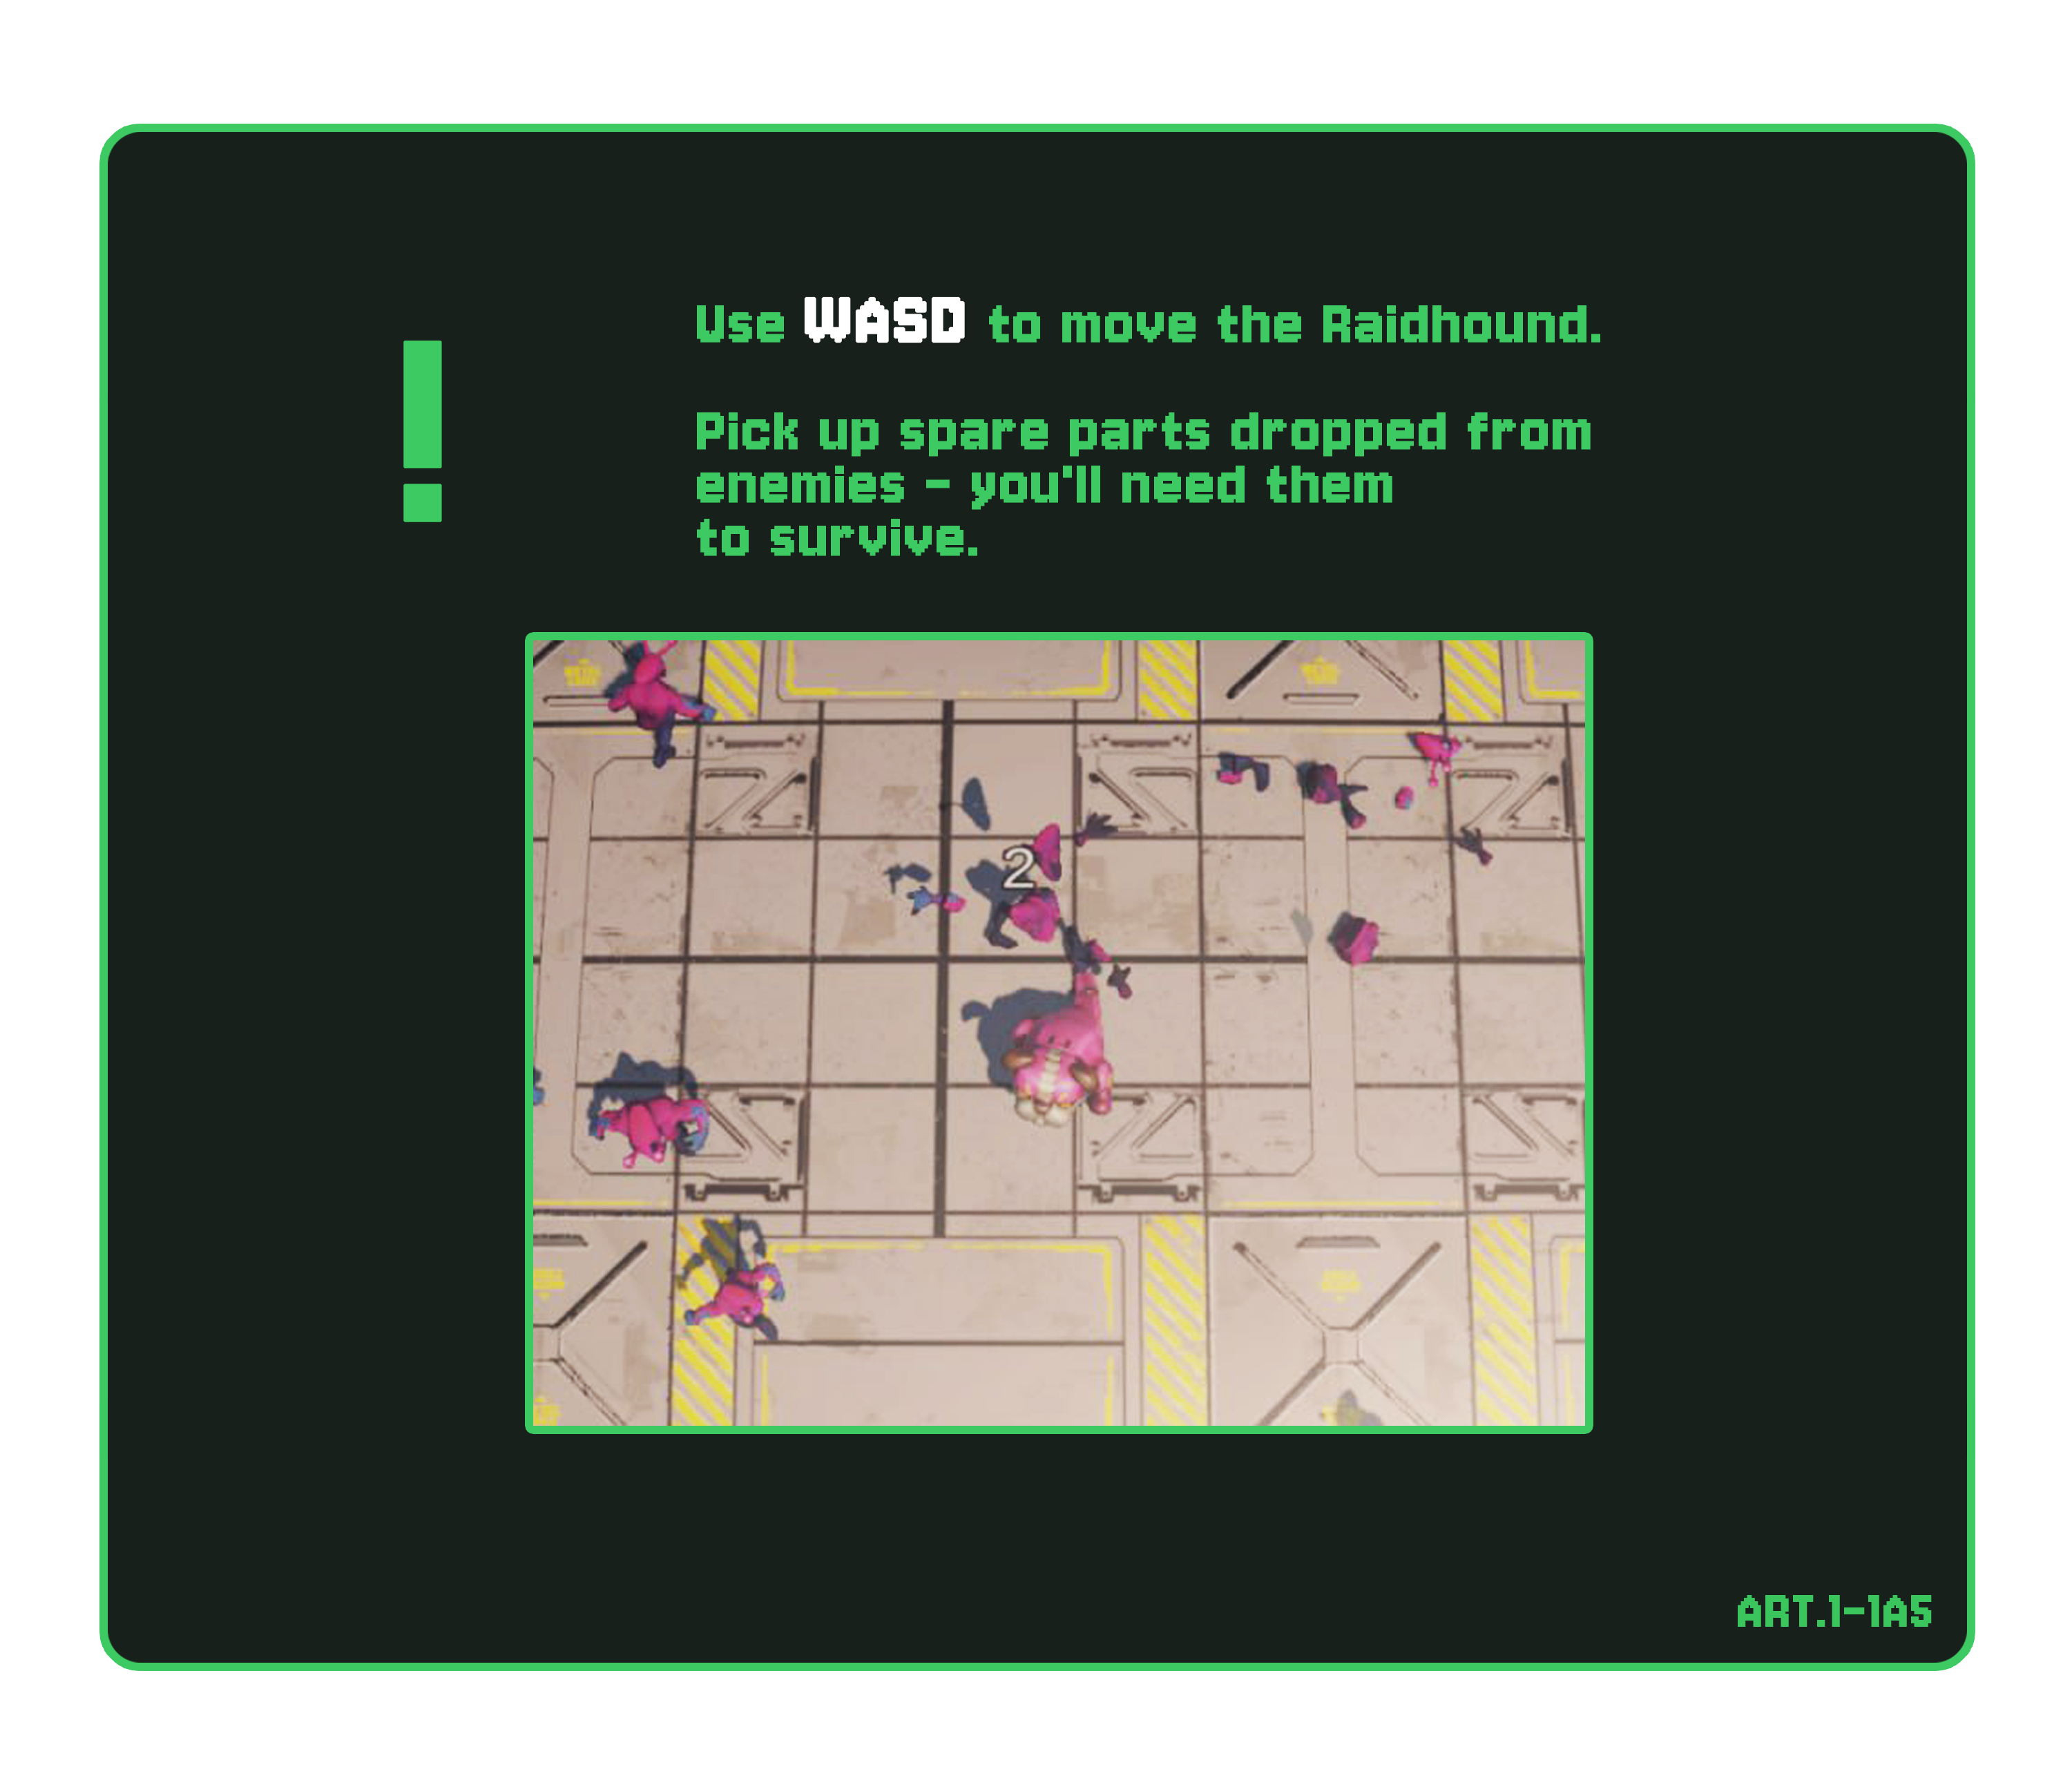 !
Use WASD to move the Raidhound.
Pick up spare parts dropped from
enemies - you'll need them
to survive.
2
ART.1-1A5